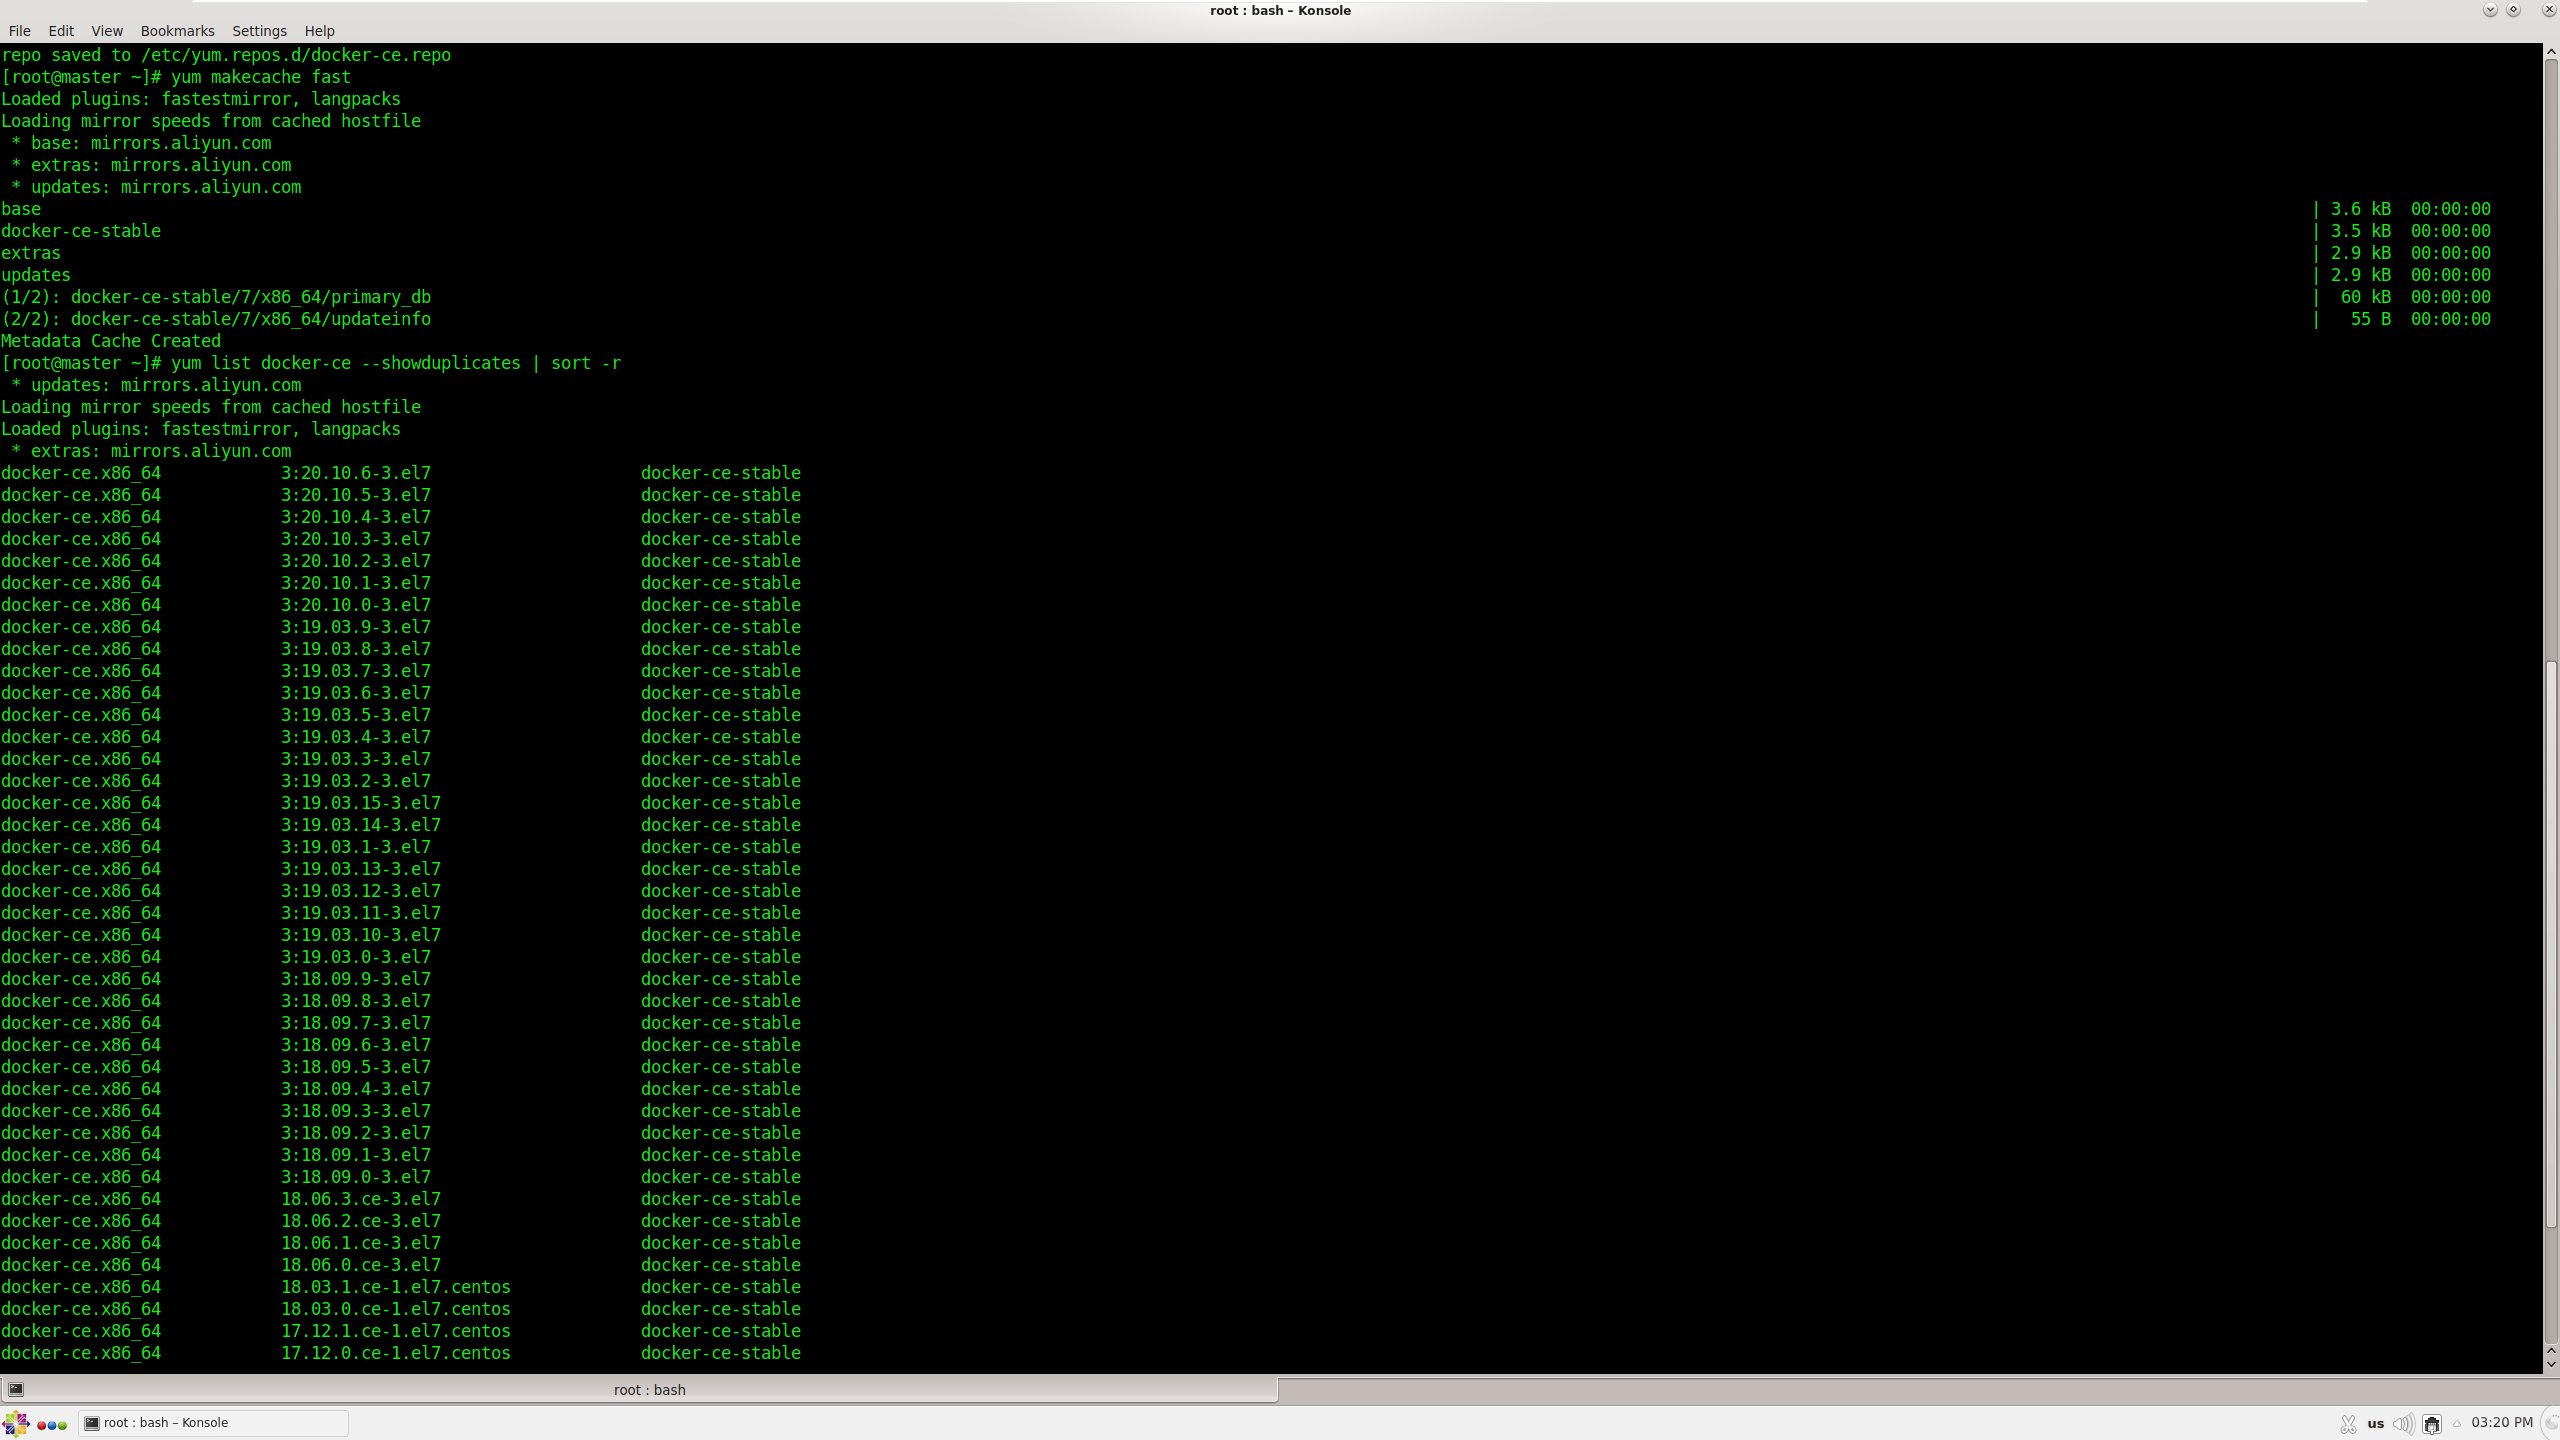 root : bash – Konsole
File Edit View Bookmarks Settings Help
repo saved to /etc/yum.repos.d/docker-ce.repo
[root@master ~]# yum makecache fast
Loaded plugins: fastestmirror, langpacks
Loading mirror speeds from cached hostfile
 * base: mirrors.aliyun.com
 * extras: mirrors.aliyun.com
 * updates: mirrors.aliyun.com
base | 3.6 kB 00:00:00
docker-ce-stable | 3.5 kB 00:00:00
extras | 2.9 kB 00:00:00
updates | 2.9 kB 00:00:00
(1/2): docker-ce-stable/7/x86_64/primary_db | 60 kB 00:00:00
(2/2): docker-ce-stable/7/x86_64/updateinfo | 55 B 00:00:00
Metadata Cache Created
[root@master ~]# yum list docker-ce --showduplicates | sort -r
 * updates: mirrors.aliyun.com
Loading mirror speeds from cached hostfile
Loaded plugins: fastestmirror, langpacks
 * extras: mirrors.aliyun.com
docker-ce.x86_64 3:20.10.6-3.el7 docker-ce-stable
docker-ce.x86_64 3:20.10.5-3.el7 docker-ce-stable
docker-ce.x86_64 3:20.10.4-3.el7 docker-ce-stable
docker-ce.x86_64 3:20.10.3-3.el7 docker-ce-stable
docker-ce.x86_64 3:20.10.2-3.el7 docker-ce-stable
docker-ce.x86_64 3:20.10.1-3.el7 docker-ce-stable
docker-ce.x86_64 3:20.10.0-3.el7 docker-ce-stable
docker-ce.x86_64 3:19.03.9-3.el7 docker-ce-stable
docker-ce.x86_64 3:19.03.8-3.el7 docker-ce-stable
docker-ce.x86_64 3:19.03.7-3.el7 docker-ce-stable
docker-ce.x86_64 3:19.03.6-3.el7 docker-ce-stable
docker-ce.x86_64 3:19.03.5-3.el7 docker-ce-stable
docker-ce.x86_64 3:19.03.4-3.el7 docker-ce-stable
docker-ce.x86_64 3:19.03.3-3.el7 docker-ce-stable
docker-ce.x86_64 3:19.03.2-3.el7 docker-ce-stable
docker-ce.x86_64 3:19.03.15-3.el7 docker-ce-stable
docker-ce.x86_64 3:19.03.14-3.el7 docker-ce-stable
docker-ce.x86_64 3:19.03.1-3.el7 docker-ce-stable
docker-ce.x86_64 3:19.03.13-3.el7 docker-ce-stable
docker-ce.x86_64 3:19.03.12-3.el7 docker-ce-stable
docker-ce.x86_64 3:19.03.11-3.el7 docker-ce-stable
docker-ce.x86_64 3:19.03.10-3.el7 docker-ce-stable
docker-ce.x86_64 3:19.03.0-3.el7 docker-ce-stable
docker-ce.x86_64 3:18.09.9-3.el7 docker-ce-stable
docker-ce.x86_64 3:18.09.8-3.el7 docker-ce-stable
docker-ce.x86_64 3:18.09.7-3.el7 docker-ce-stable
docker-ce.x86_64 3:18.09.6-3.el7 docker-ce-stable
docker-ce.x86_64 3:18.09.5-3.el7 docker-ce-stable
docker-ce.x86_64 3:18.09.4-3.el7 docker-ce-stable
docker-ce.x86_64 3:18.09.3-3.el7 docker-ce-stable
docker-ce.x86_64 3:18.09.2-3.el7 docker-ce-stable
docker-ce.x86_64 3:18.09.1-3.el7 docker-ce-stable
docker-ce.x86_64 3:18.09.0-3.el7 docker-ce-stable
docker-ce.x86_64 18.06.3.ce-3.el7 docker-ce-stable
docker-ce.x86_64 18.06.2.ce-3.el7 docker-ce-stable
docker-ce.x86_64 18.06.1.ce-3.el7 docker-ce-stable
docker-ce.x86_64 18.06.0.ce-3.el7 docker-ce-stable
docker-ce.x86_64 18.03.1.ce-1.el7.centos docker-ce-stable
docker-ce.x86_64 18.03.0.ce-1.el7.centos docker-ce-stable
docker-ce.x86_64 17.12.1.ce-1.el7.centos docker-ce-stable
docker-ce.x86_64 17.12.0.ce-1.el7.centos docker-ce-stable
root : bash
root : bash – Konsole us 03:20 PM